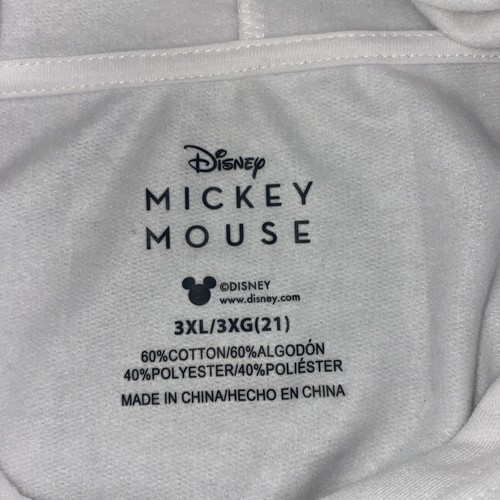 Disney
MICKEY
MOUSE
©DISNEY
www.disney.com
3XL/3XG(21)
60%COTTON/60%ALGODÓN
40%POLYESTER/40%POLIÉSTER
MADE IN CHINA/HECHO EN CHINA